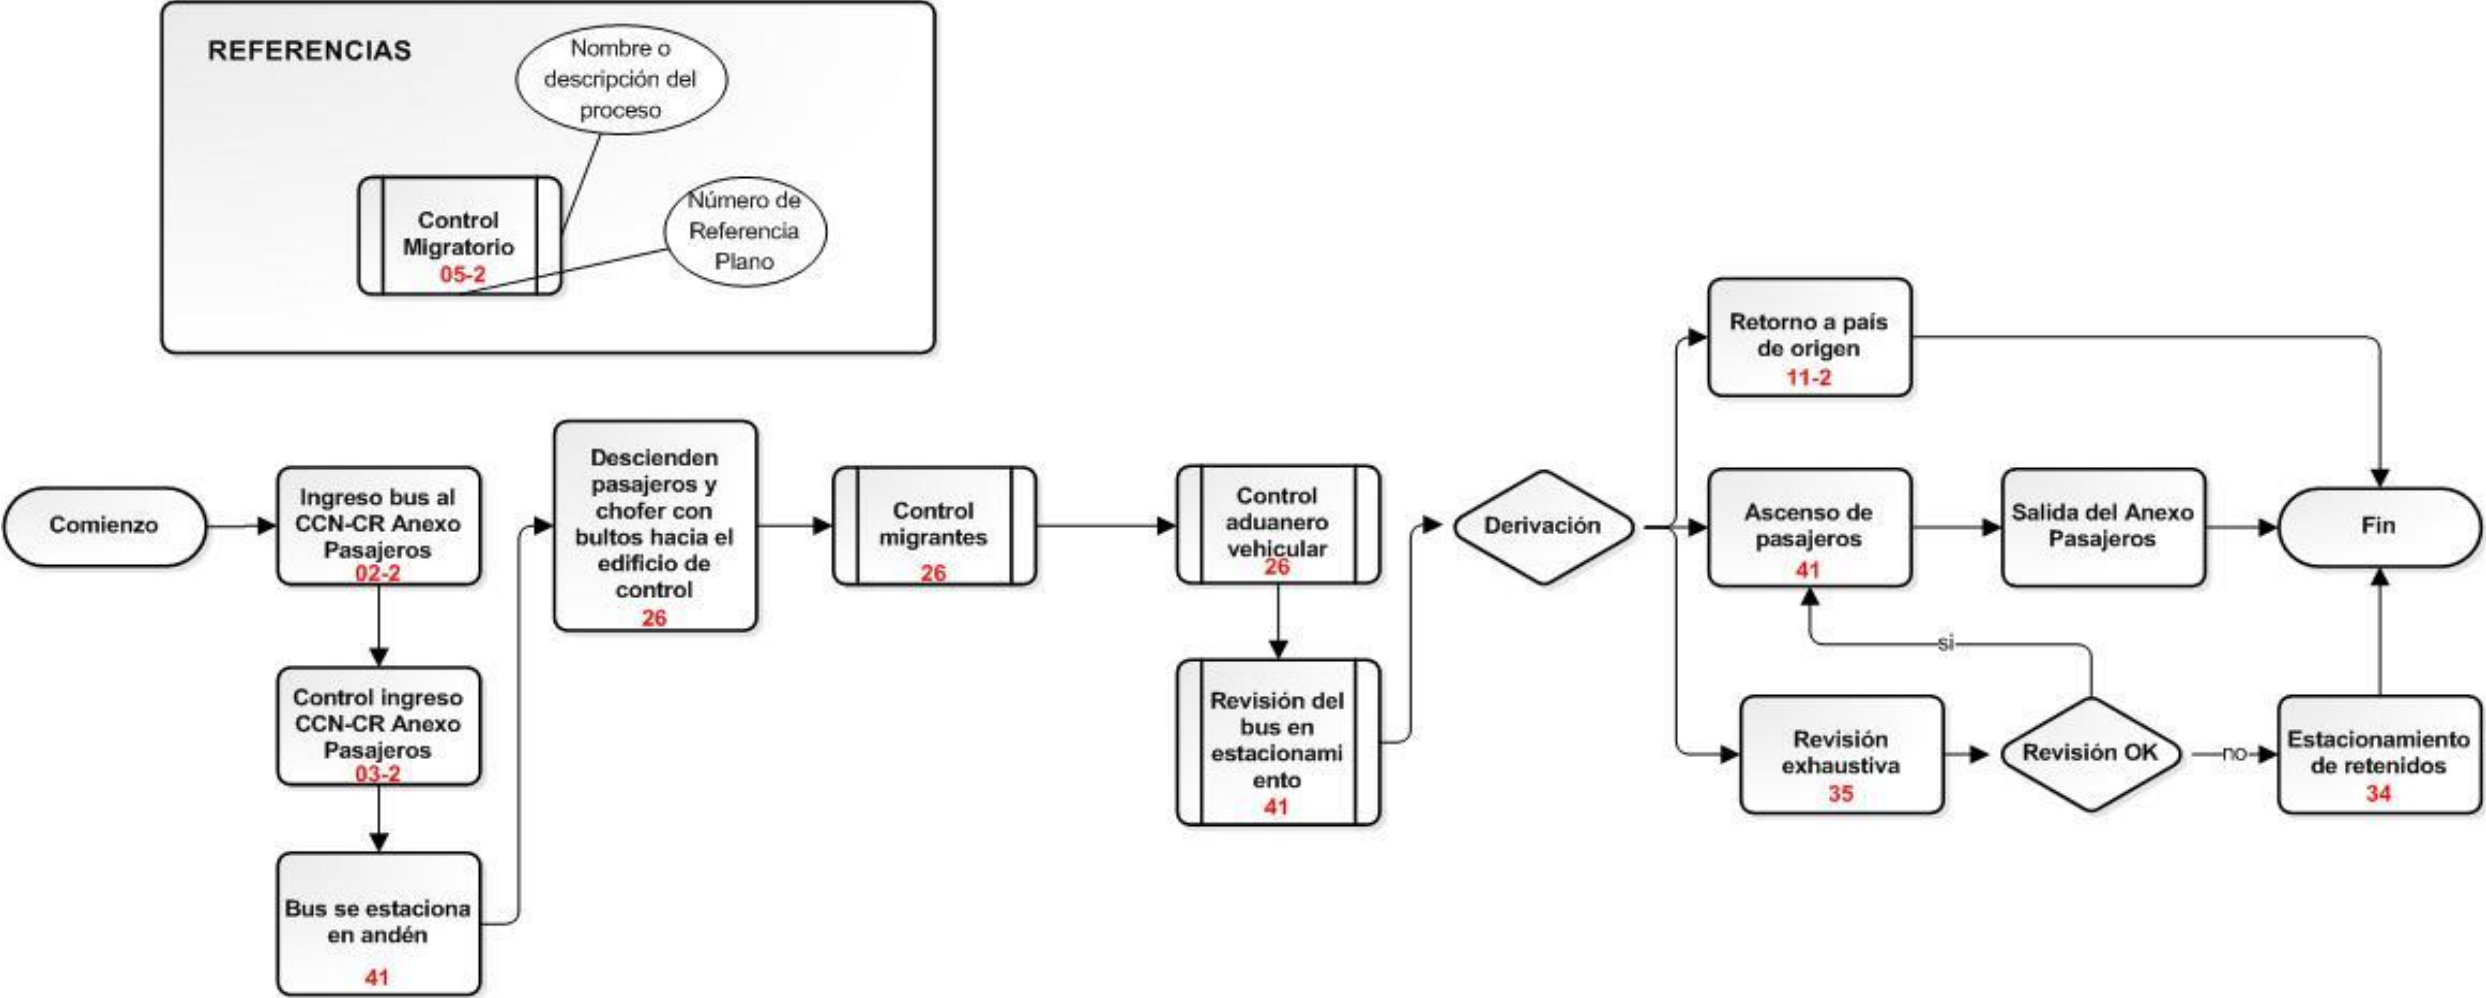 REFERENCIAS
Nombre o
descripción del
proceso
Control
Migratorio
05-2
Número de
Referencia
Plano
Comienzo
Ingreso bus al
CCN-CR Anexo
Pasajeros
02-2
Control ingreso
CCN-CR Anexo
Pasajeros
03-2
Bus se estaciona
en andén
41
Descienden
pasajeros y
chofer con
bultos hacia el
edificio de
control
26
Control
migrantes
26
Control
aduanero
vehicular
26
Revisión del
bus en
estacionami
ento
41
Derivación
Retorno a país
de origen
11-2
Ascenso de
pasajeros
41
Salida del Anexo
Pasajeros
Fin
si
Revisión
exhaustiva
35
Revisión OK
no
Estacionamiento
de retenidos
34